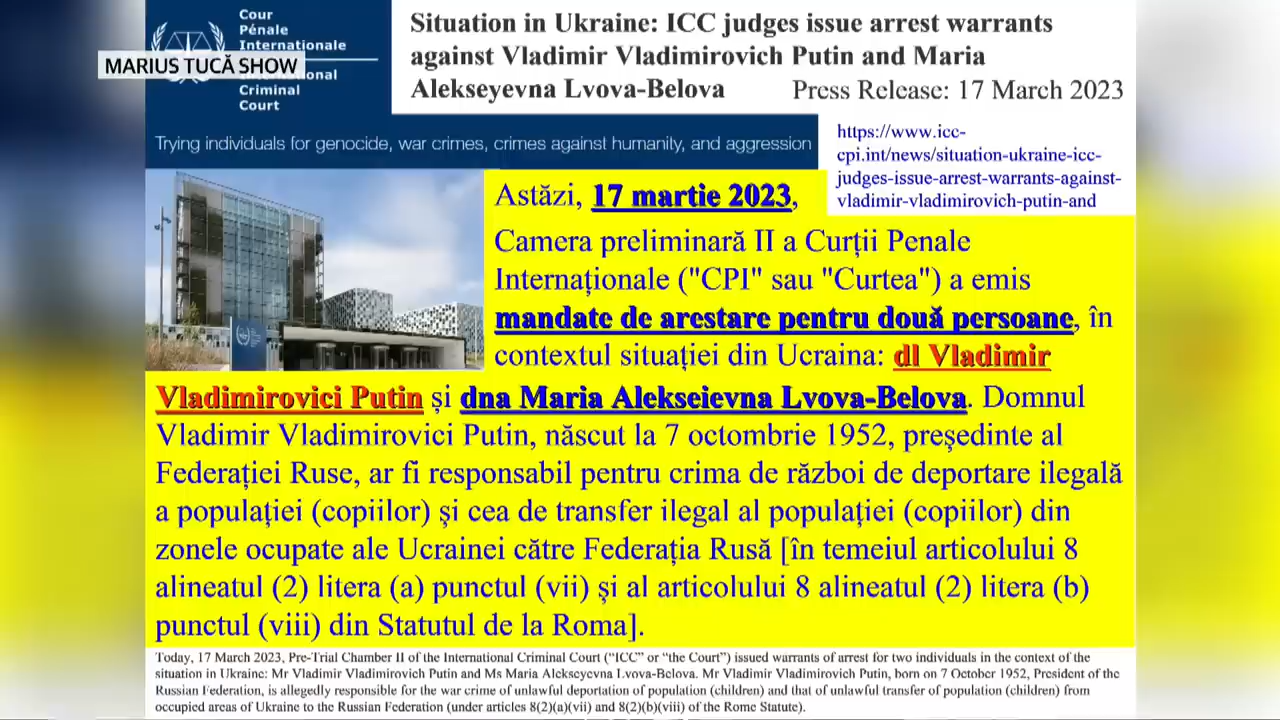 Cour
Pénale
Internationale
MARIUS TUCĂ SHOW
International
Criminal
Court
Situation in Ukraine: ICC judges issue arrest warrants
against Vladimir Vladimirovich Putin and Maria
Alekseyevna Lvova-Belova
Press Release: 17 March 2023
Trying individuals for genocide, war crimes, crimes against humanity, and aggression
https://www.icc-
cpi.int/news/situation-ukraine-icc-
judges-issue-arrest-warrants-against-
vladimir-vladimirovich-putin-and
Astăzi, 17 martie 2023,
Camera preliminară II a Curții Penale
Internaționale ("CPI" sau "Curtea") a emis
mandate de arestare pentru două persoane, în
contextul situației din Ucraina: dl Vladimir
Vladimirovici Putin și dna Maria Alekseievna Lvova-Belova. Domnul
Vladimir Vladimirovici Putin, născut la 7 octombrie 1952, președinte al
Federației Ruse, ar fi responsabil pentru crima de război de deportare ilegală
a populației (copiilor) și cea de transfer ilegal al populației (copiilor) din
zonele ocupate ale Ucrainei către Federația Rusă [în temeiul articolului 8
alineatul (2) litera (a) punctul (vii) și al articolului 8 alineatul (2) litera (b)
punctul (viii) din Statutul de la Roma].
Today, 17 March 2023, Pre-Trial Chamber II of the International Criminal Court (“ICC” or “the Court”) issued warrants of arrest for two individuals in the context of the
situation in Ukraine: Mr Vladimir Vladimirovich Putin and Ms Maria Alekseyevna Lvova-Belova. Mr Vladimir Vladimirovich Putin, born on 7 October 1952, President of the
Russian Federation, is allegedly responsible for the war crime of unlawful deportation of population (children) and that of unlawful transfer of population (children) from
occupied areas of Ukraine to the Russian Federation (under articles 8(2)(a)(vii) and 8(2)(b)(viii) of the Rome Statute).